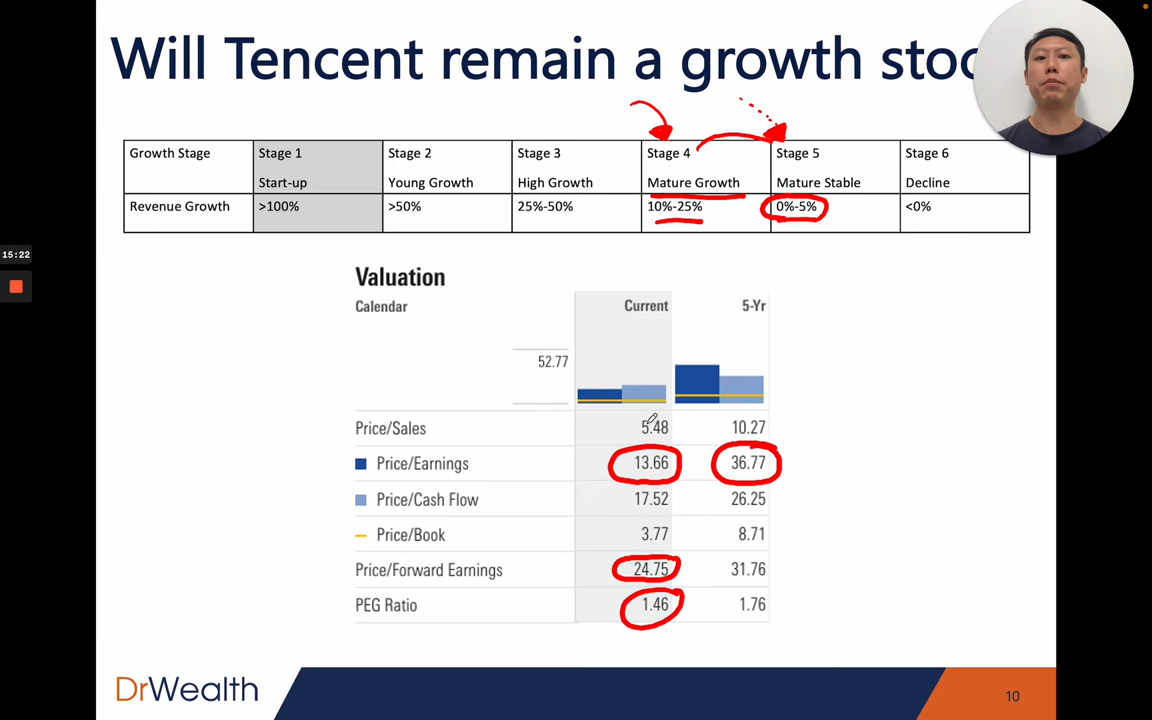 Will Tencent remain a growth stoc
Growth Stage Stage 1 Stage 2 Stage 3 Stage 4 Stage 5 Stage 6
Start-up Young Growth High Growth Mature Growth Mature Stable Decline
Revenue Growth >100% >50% 25%-50% 10%-25% 0%-5% <0%
15:22
Valuation
Calendar Current 5-Yr
52.77
Price/Sales 5.48 10.27
Price/Earnings 13.66 36.77
Price/Cash Flow 17.52 26.25
Price/Book 3.77 8.71
Price/Forward Earnings 24.75 31.76
PEG Ratio 1.46 1.76
DrWealth 10